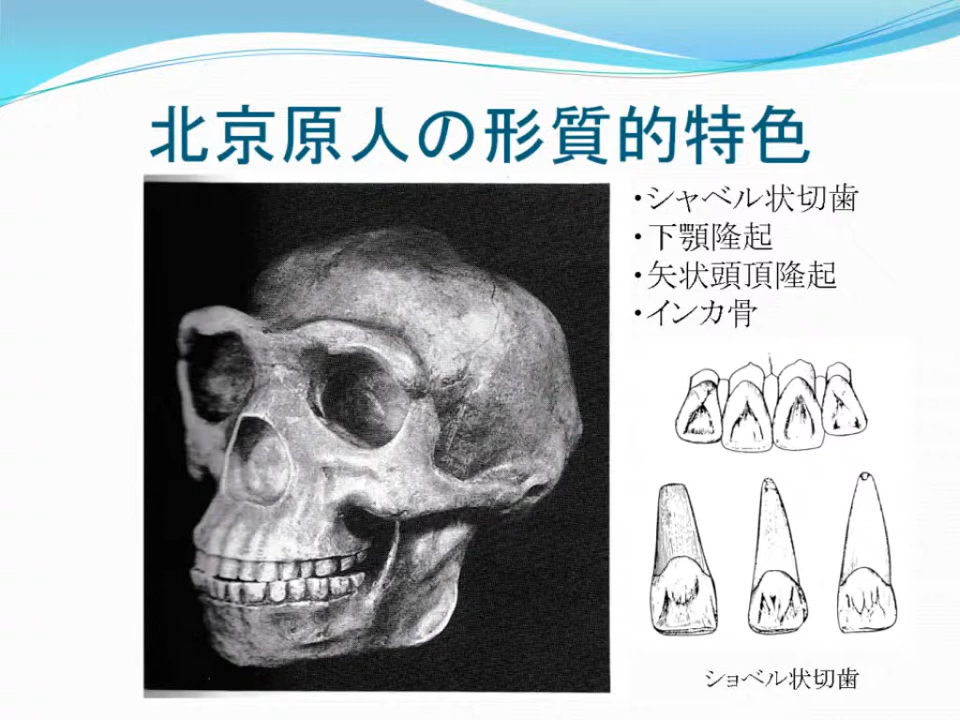 北京原人の形質的特色
・シャベル状切歯
・下顎隆起
・矢状頭頂隆起
・インカ骨
ショベル状切歯